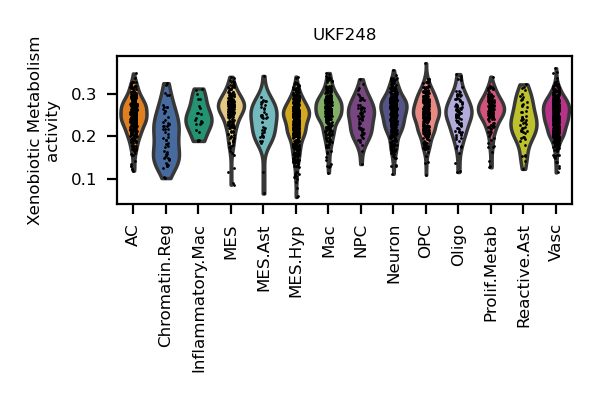 UKF248
Xenobiotic Metabolism
activity
0.3
0.2
0.1
AC
Chromatin.Reg
Inflammatory.Mac
MES
MES.Ast
MES.Hyp
Mac
NPC
Neuron
OPC
Oligo
Prolif.Metab
Reactive.Ast
Vasc